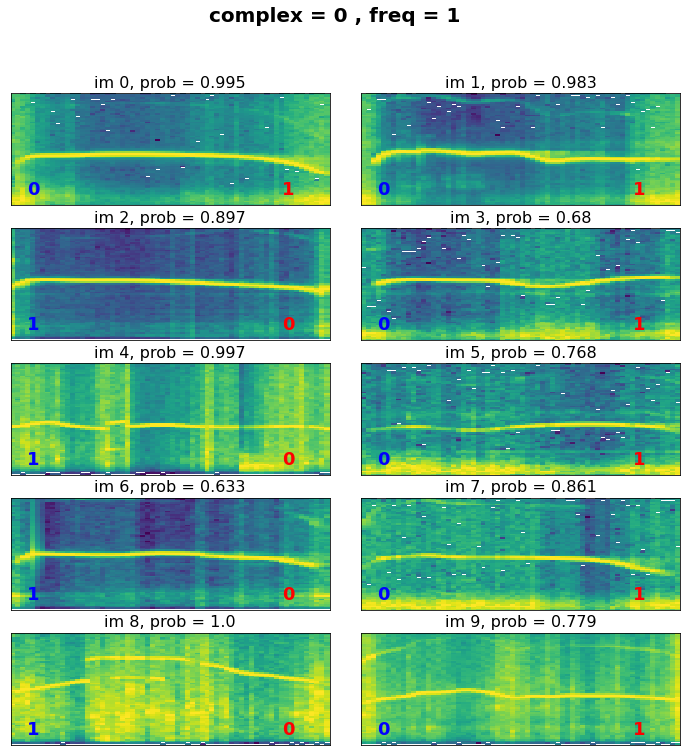 complex = 0 , freq = 1
im 0, prob = 0.995
0 1
im 1, prob = 0.983
0 1
im 2, prob = 0.897
1 0
im 3, prob = 0.68
0 1
im 4, prob = 0.997
1 0
im 5, prob = 0.768
0 1
im 6, prob = 0.633
1 0
im 7, prob = 0.861
0 1
im 8, prob = 1.0
1 0
im 9, prob = 0.779
0 1